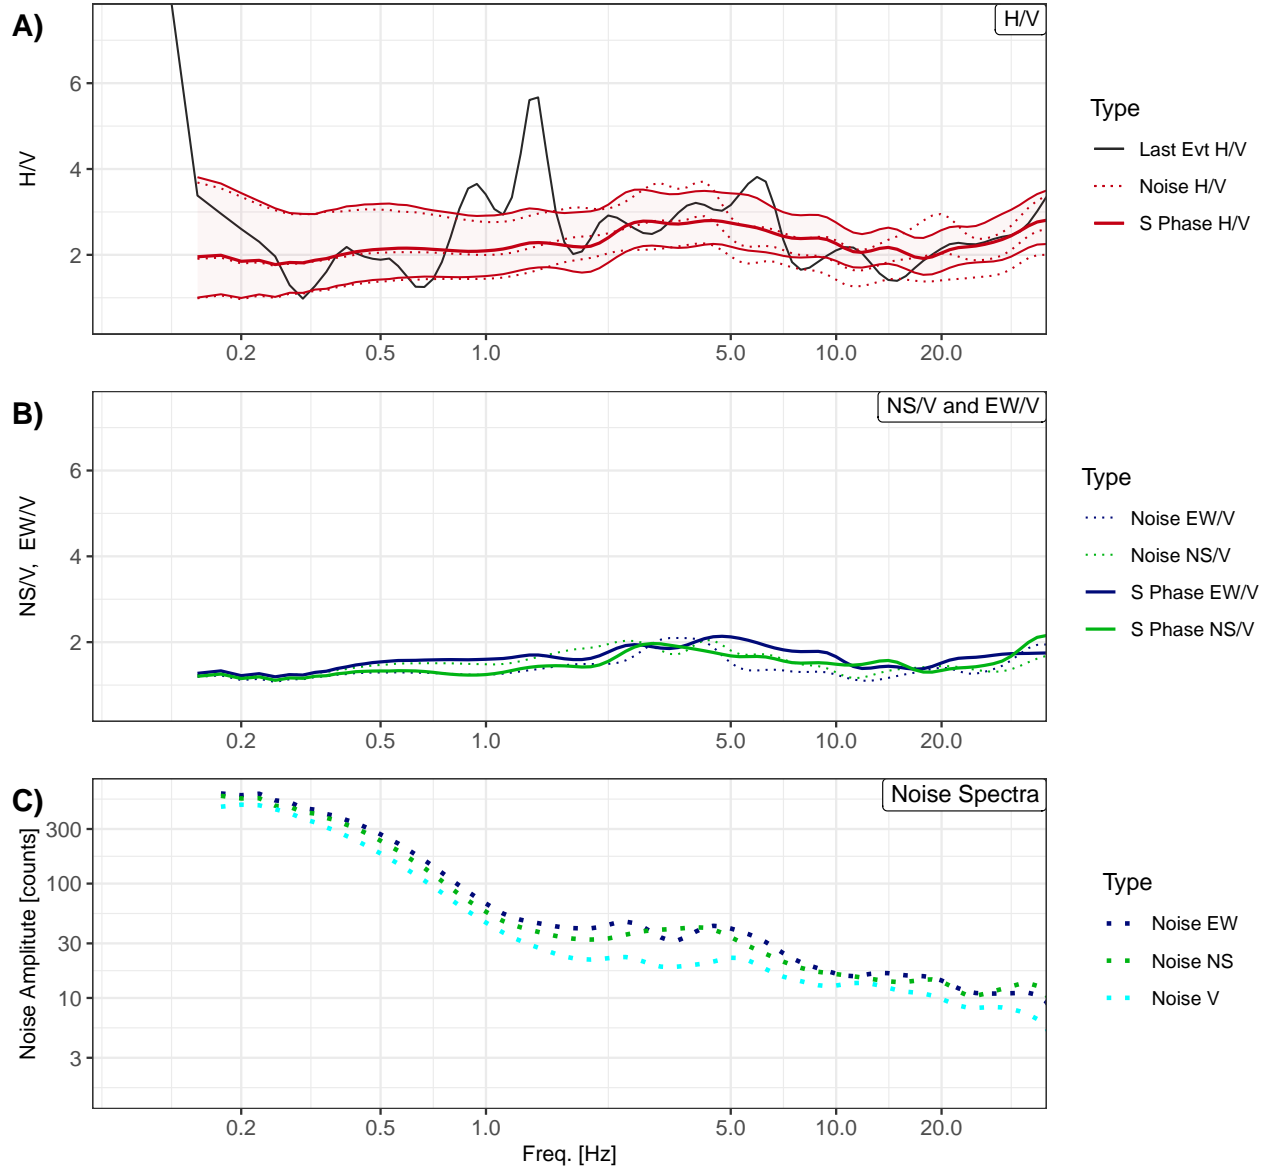 A)
H/V
H/V
6
4
2
0.2 0.5 1.0 5.0 10.0 20.0
Type
Last Evt H/V
Noise H/V
S Phase H/V
B)
NS/V and EW/V
NS/V, EW/V
6
4
2
0.2 0.5 1.0 5.0 10.0 20.0
Type
Noise EW/V
Noise NS/V
S Phase EW/V
S Phase NS/V
C)
Noise Spectra
Noise Amplitute [counts]
300
100
30
10
3
0.2 0.5 1.0 5.0 10.0 20.0
Freq. [Hz]
Type
Noise EW
Noise NS
Noise V